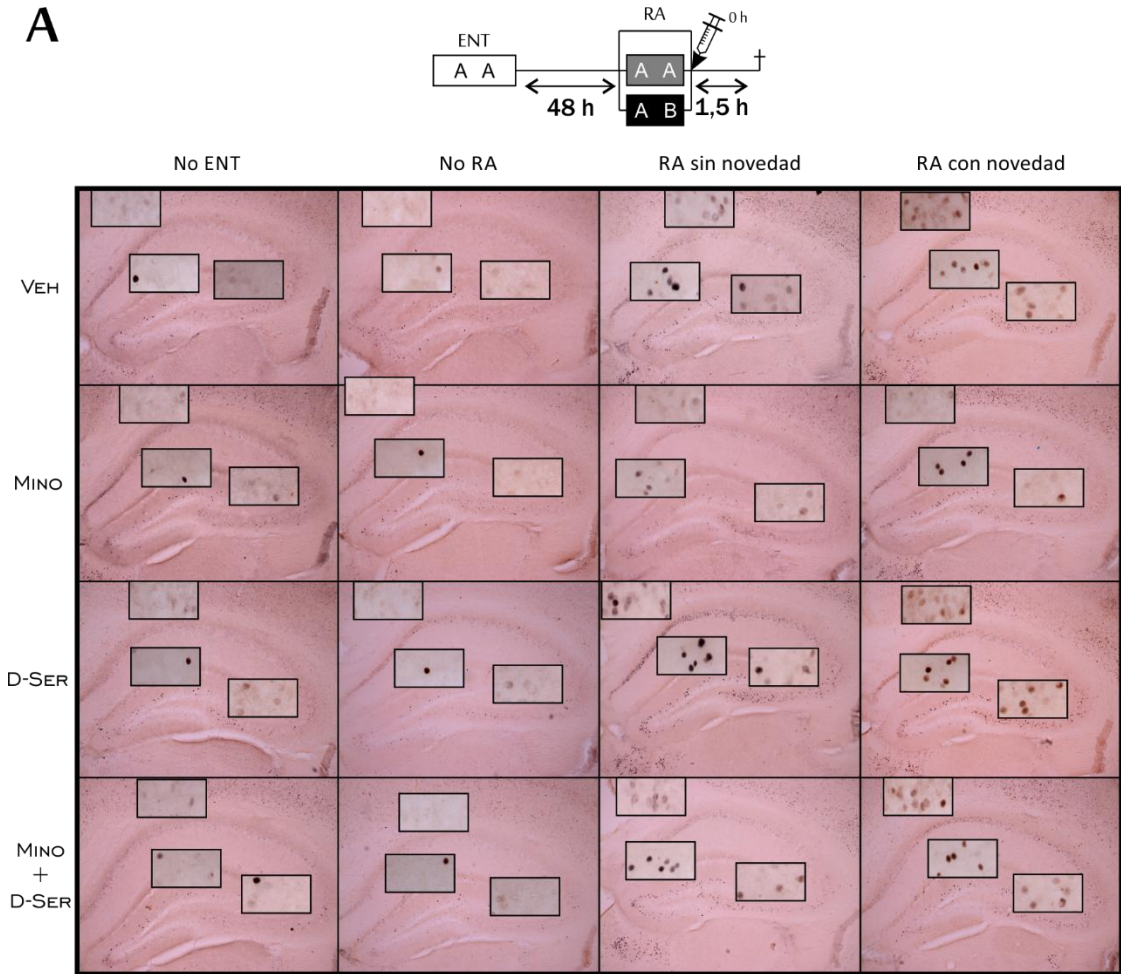 A
RA
0 h
ENT
A A
A A
48 h
A B
1,5 h
No ENT
No RA
RA sin novedad
RA con novedad
VEH
MINO
D-SER
MINO
+
D-SER